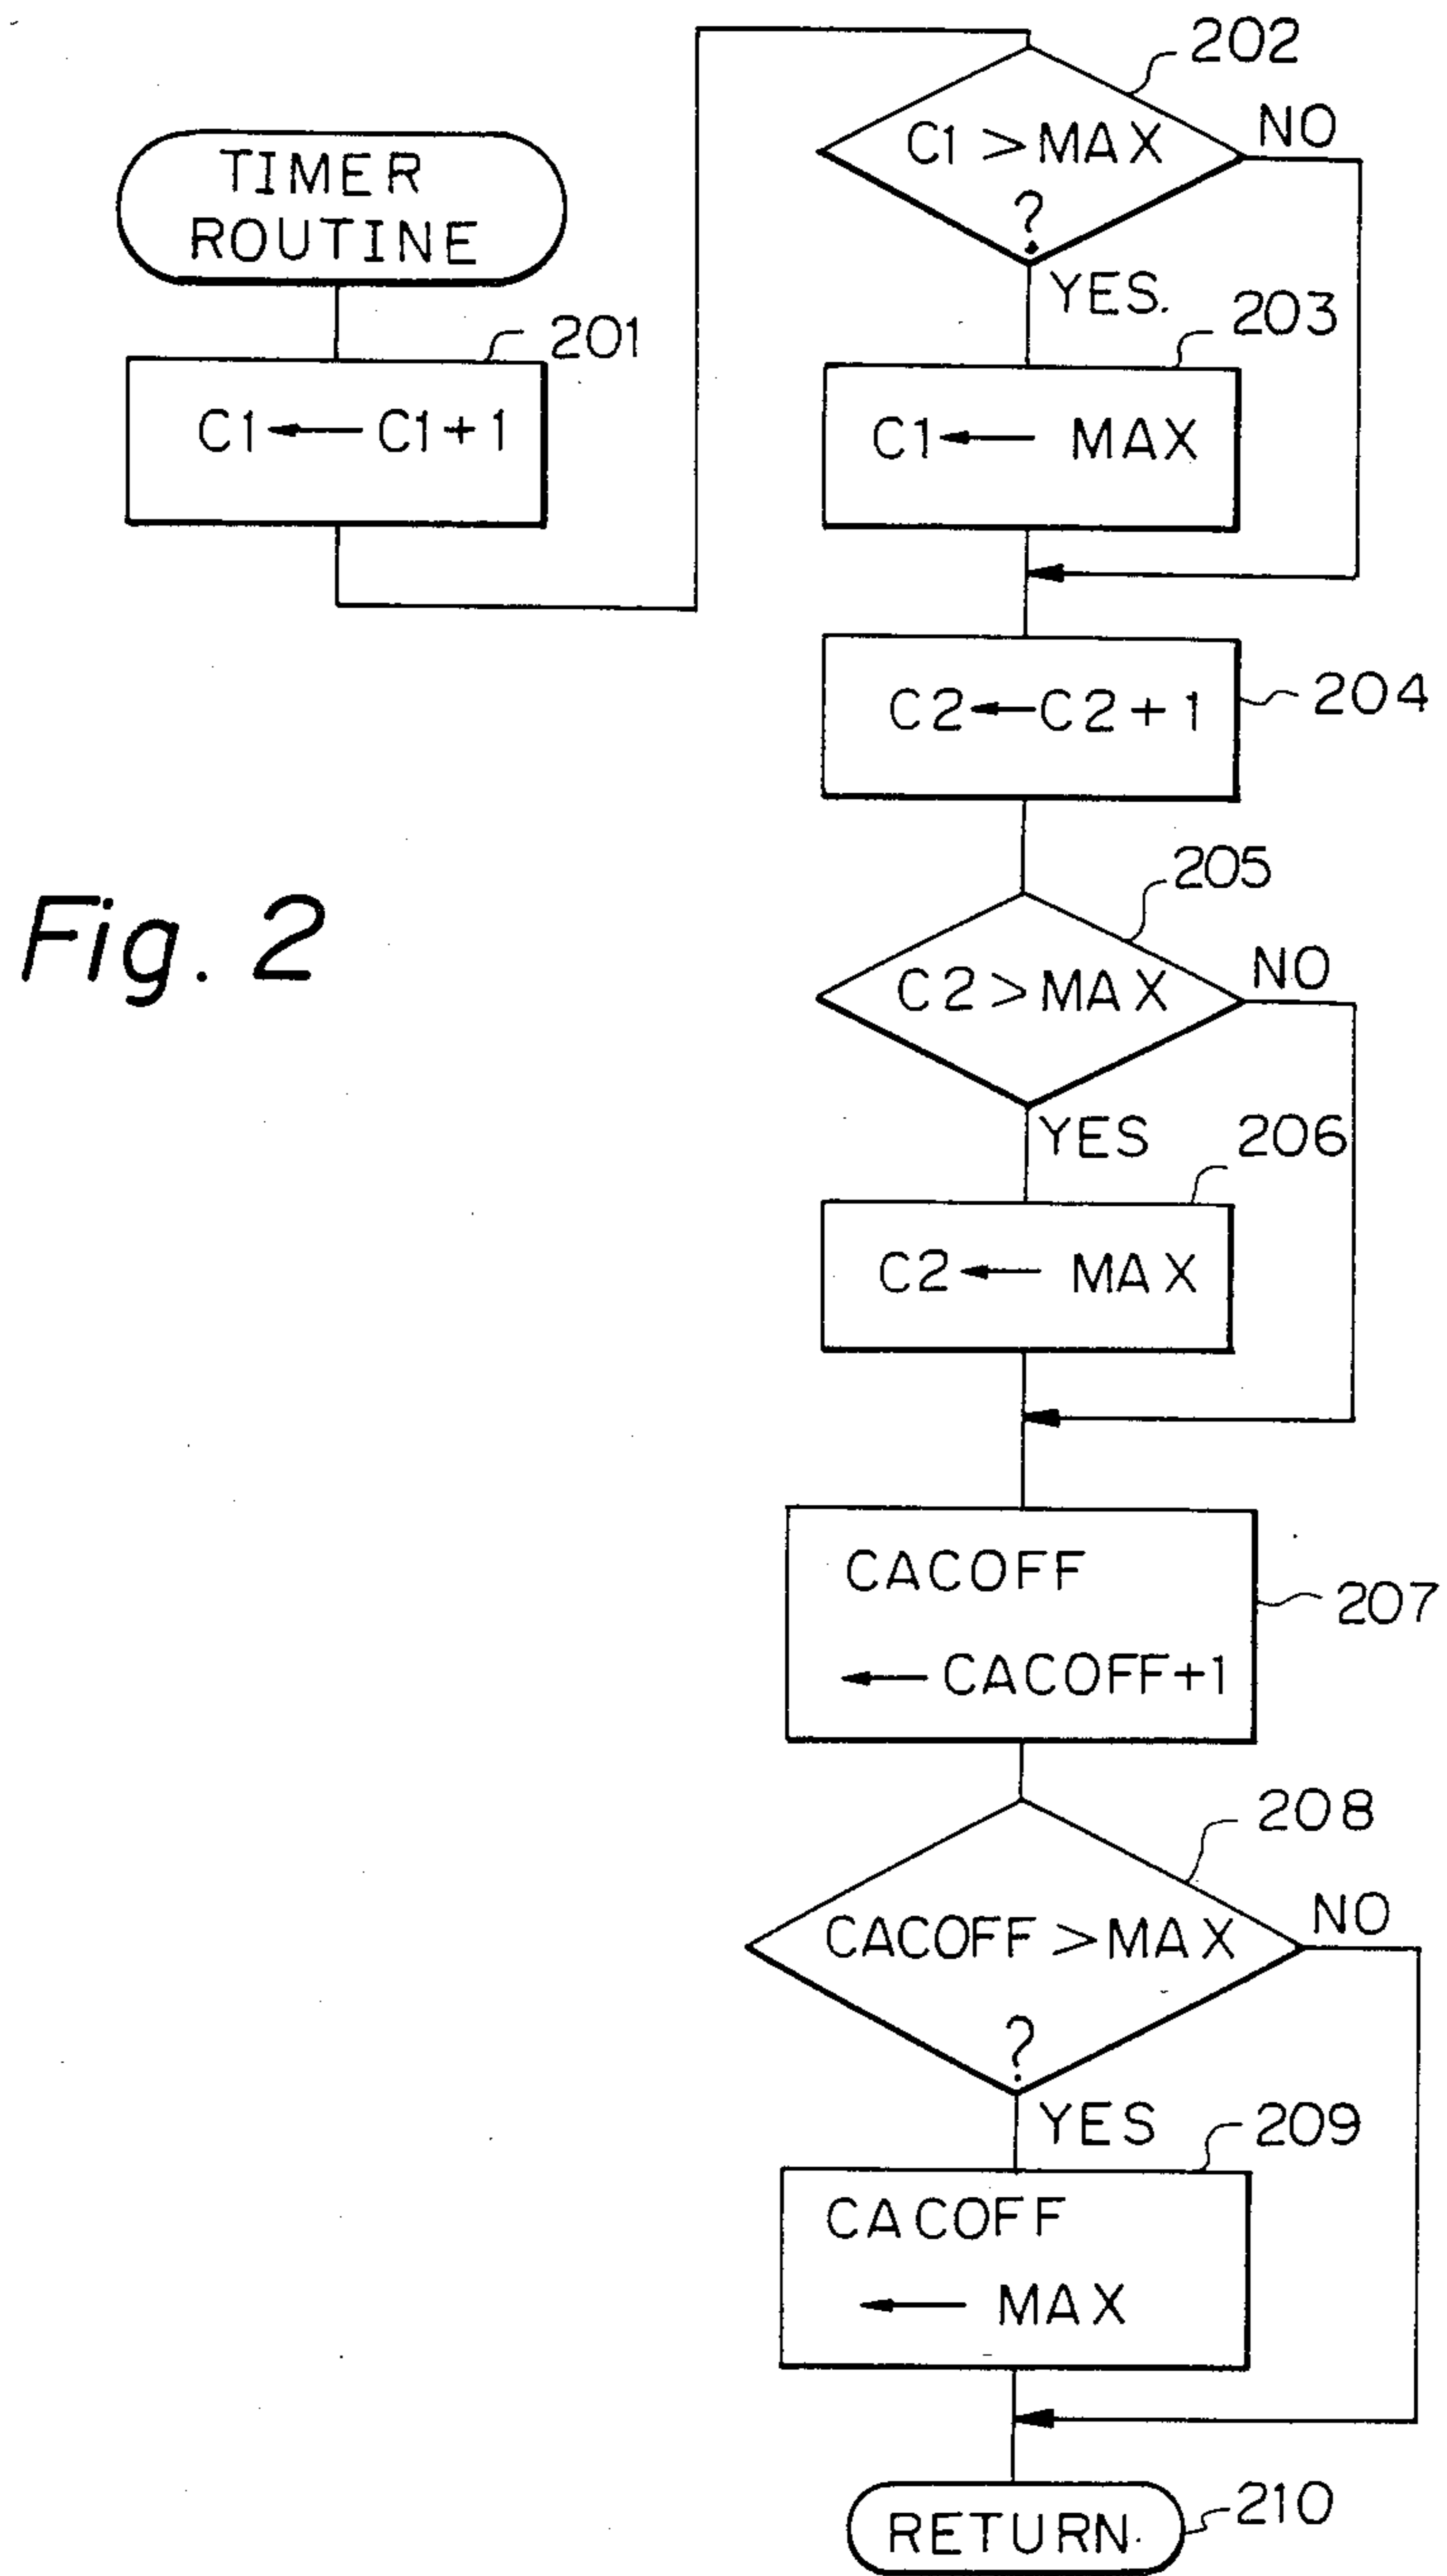 TIMER
ROUTINE
201
C1 ← C1+1
202
C1 > MAX
?
NO
YES.
203
C1 ← MAX
204
C2 ← C2+1
205
C2 > MAX
NO
YES
206
C2 ← MAX
Fig. 2
207
CACOFF
← CACOFF+1
208
CACOFF > MAX
?
NO
YES
209
CACOFF
← MAX
RETURN.
210